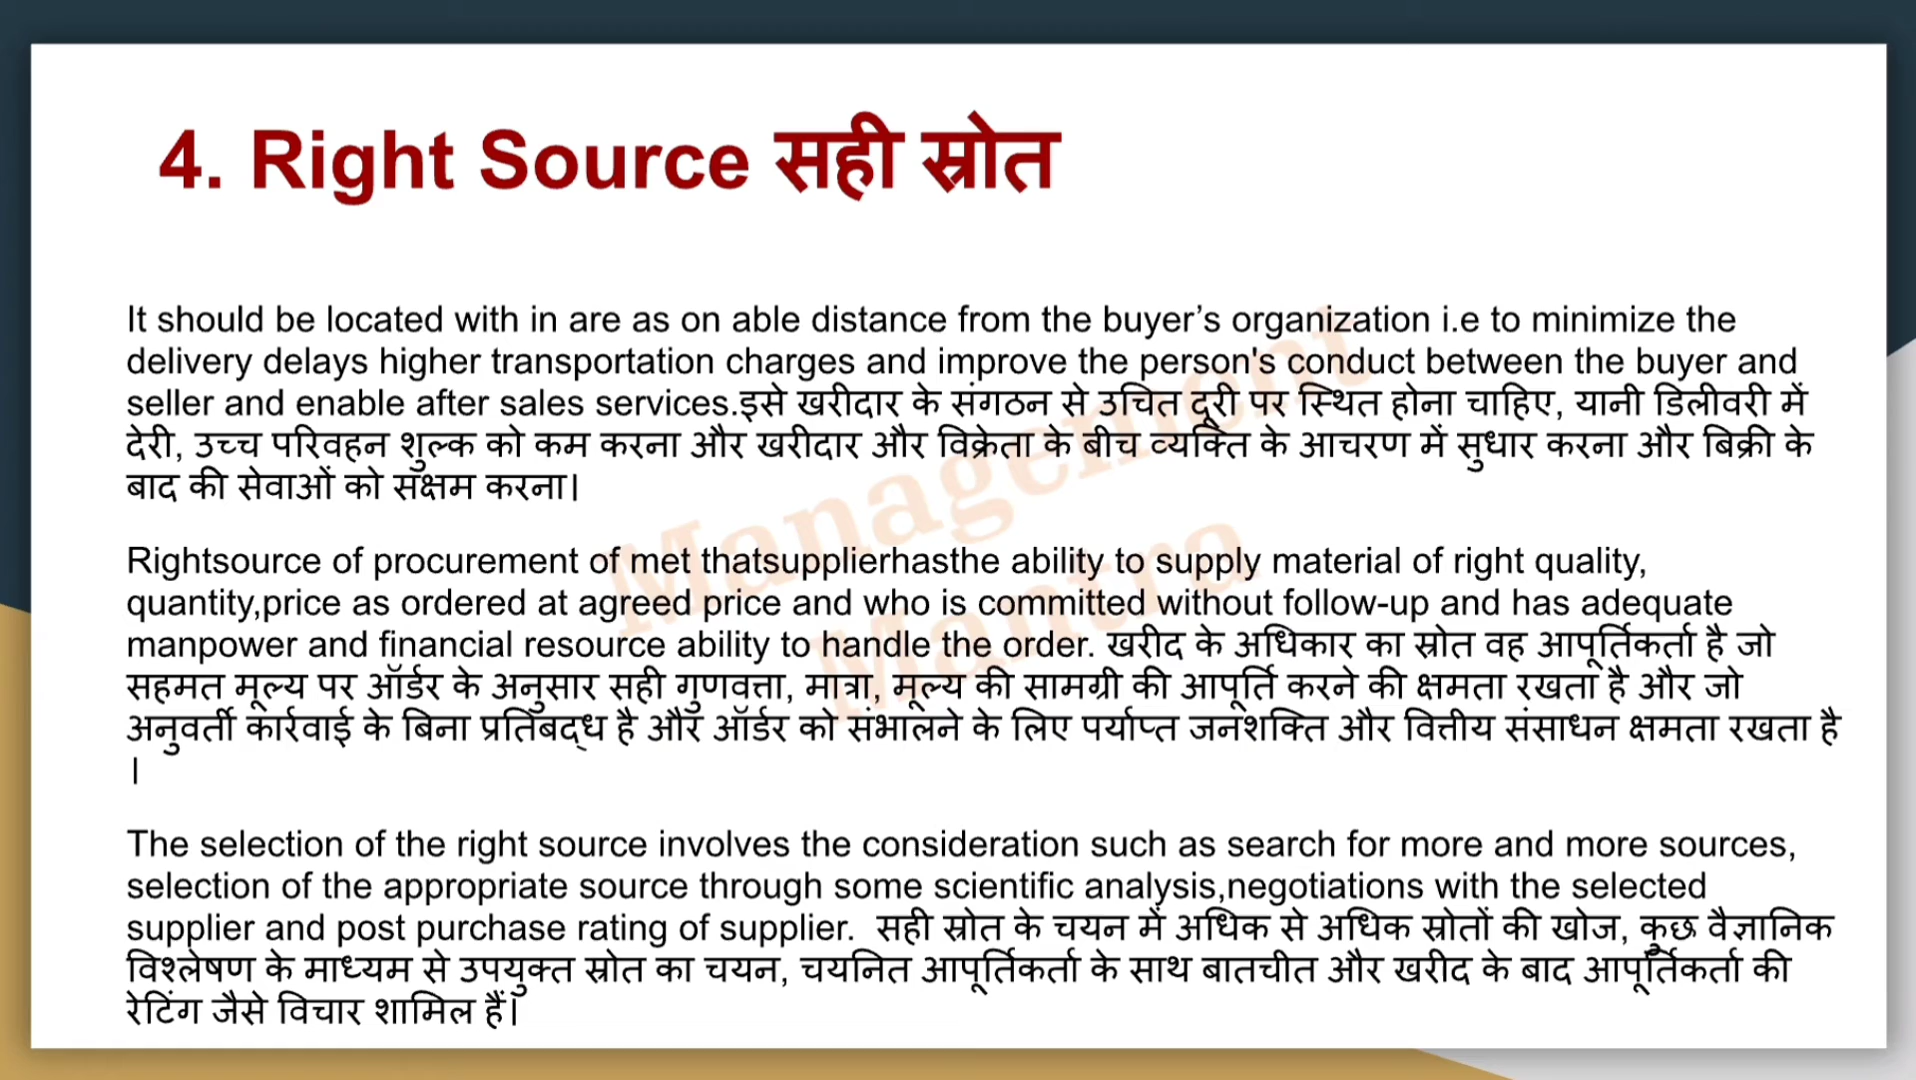 4. Right Source सही स्रोत
It should be located with in are as on able distance from the buyer’s organization i.e to minimize the
delivery delays higher transportation charges and improve the person's conduct between the buyer and
seller and enable after sales services.इसे खरीदार के संगठन से उचित दूरी पर स्थित होना चाहिए, यानी डिलीवरी में
देरी, उच्च परिवहन शुल्क को कम करना और खरीदार और विक्रेता के बीच व्यक्ति के आचरण में सुधार करना और बिक्री के
बाद की सेवाओं को सक्षम करना।
Rightsource of procurement of met thatsupplierhasthe ability to supply material of right quality,
quantity,price as ordered at agreed price and who is committed without follow-up and has adequate
manpower and financial resource ability to handle the order. खरीद के अधिकार का स्रोत वह आपूर्तिकर्ता है जो
सहमत मूल्य पर ऑर्डर के अनुसार सही गुणवत्ता, मात्रा, मूल्य की सामग्री की आपूर्ति करने की क्षमता रखता है और जो
अनुवर्ती कार्रवाई के बिना प्रतिबद्ध है और ऑर्डर को संभालने के लिए पर्याप्त जनशक्ति और वित्तीय संसाधन क्षमता रखता है
।
The selection of the right source involves the consideration such as search for more and more sources,
selection of the appropriate source through some scientific analysis,negotiations with the selected
supplier and post purchase rating of supplier. सही स्रोत के चयन में अधिक से अधिक स्रोतों की खोज, कुछ वैज्ञानिक
विश्लेषण के माध्यम से उपयुक्त स्रोत का चयन, चयनित आपूर्तिकर्ता के साथ बातचीत और खरीद के बाद आपूर्तिकर्ता की
रेटिंग जैसे विचार शामिल हैं।
Management
Mantra